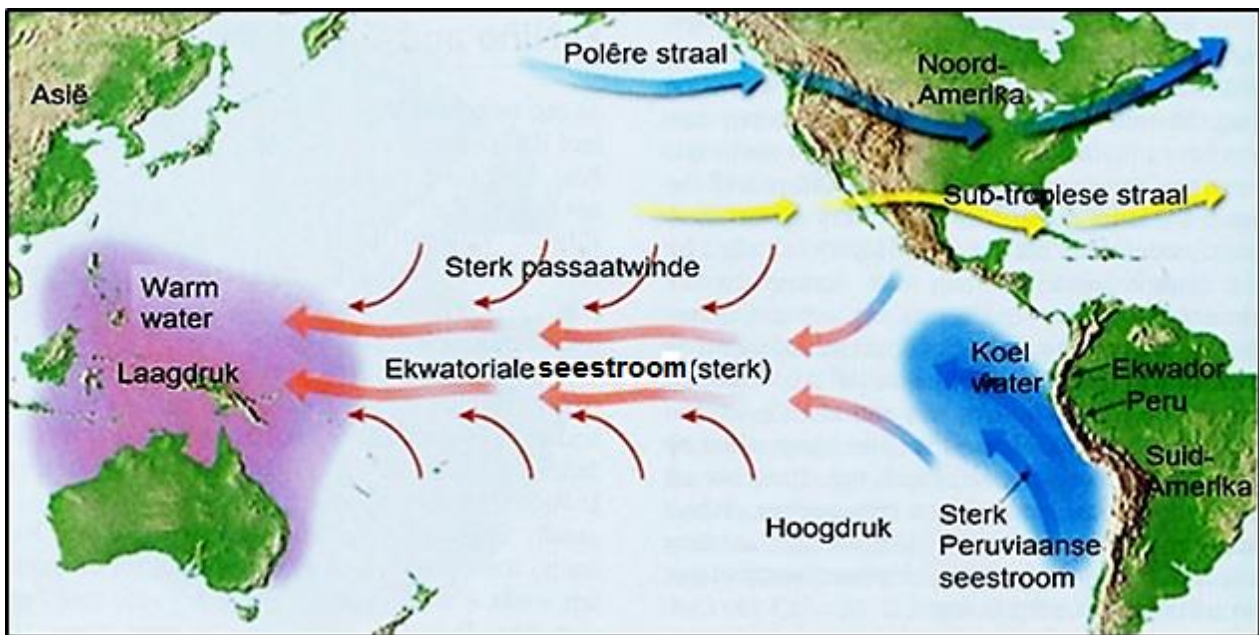 Polêre straal
Noord-
Amerika
Asië
Sub-tropiese straal
Sterk passaatwinde
Warm
water
Laagdruk
Ekwatoriale seestroom (sterk)
Koel
water
Ekwador
Peru
Suid-
Amerika
Hoogdruk
Sterk
Peruviaanse
seestroom